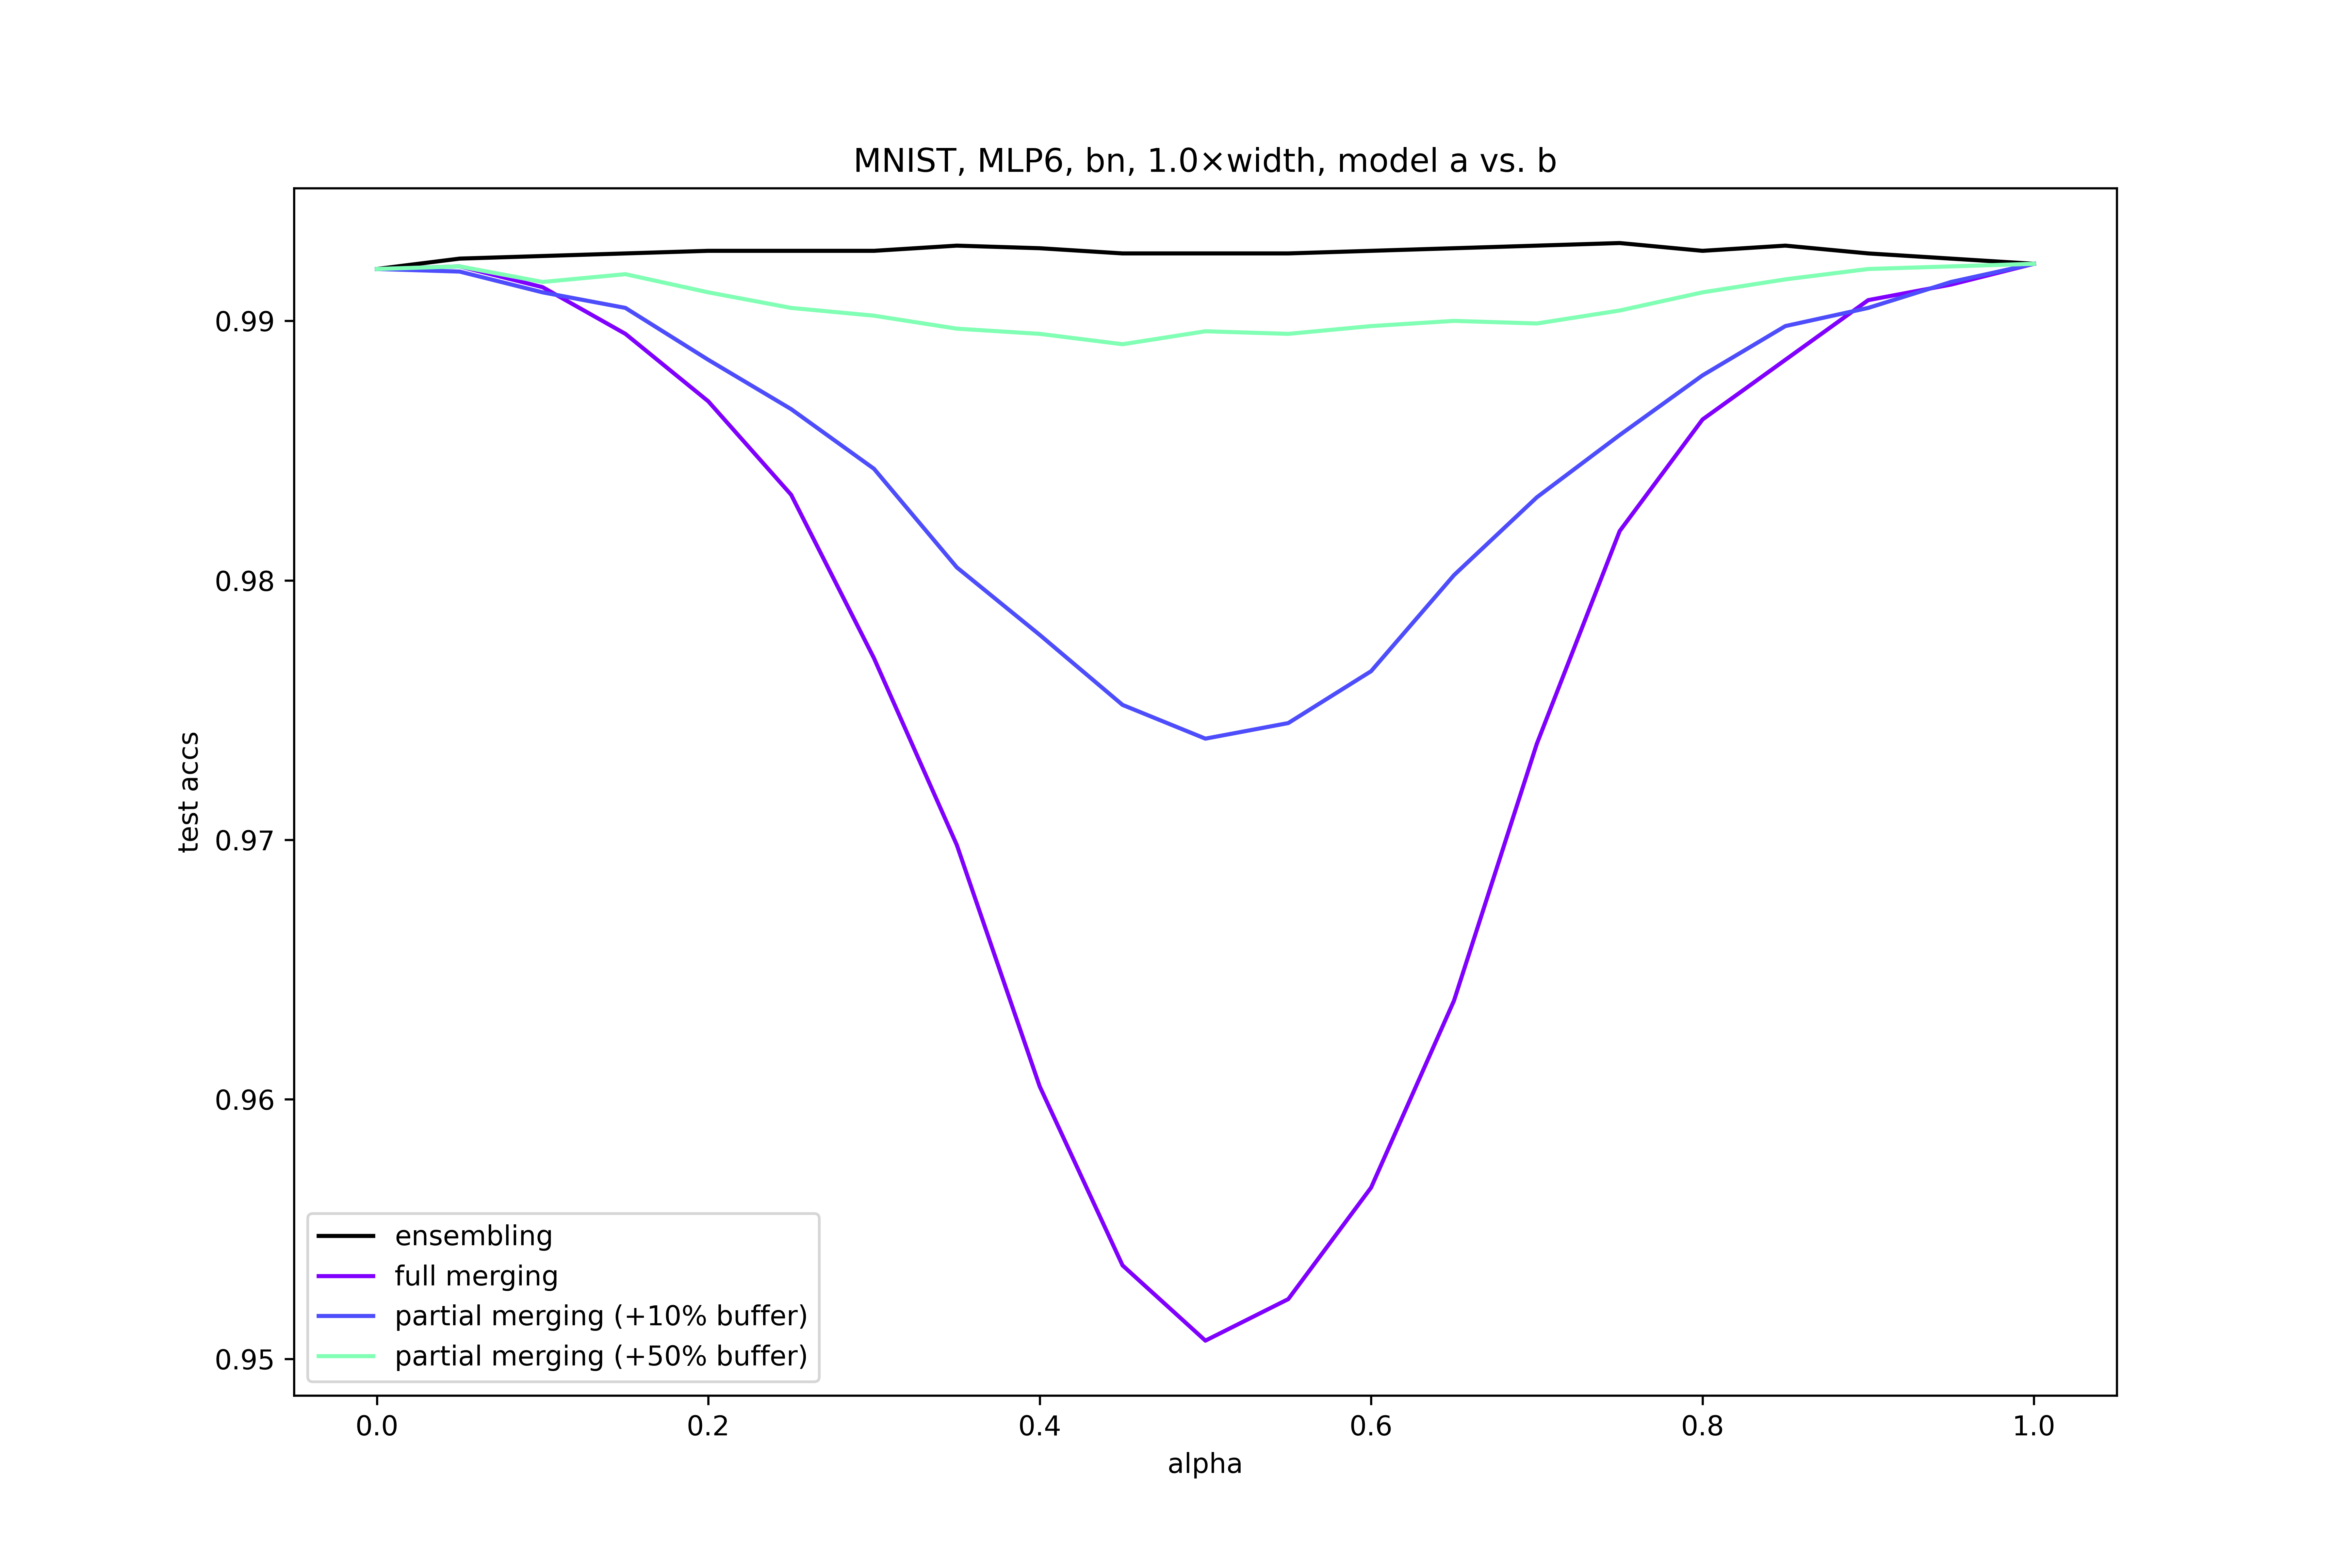 MNIST, MLP6, bn, 1.0×width, model a vs. b
0.99
0.98
0.97
0.96
0.95
test accs
ensembling
full merging
partial merging (+10% buffer)
partial merging (+50% buffer)
0.0 0.2 0.4 0.6 0.8 1.0
alpha